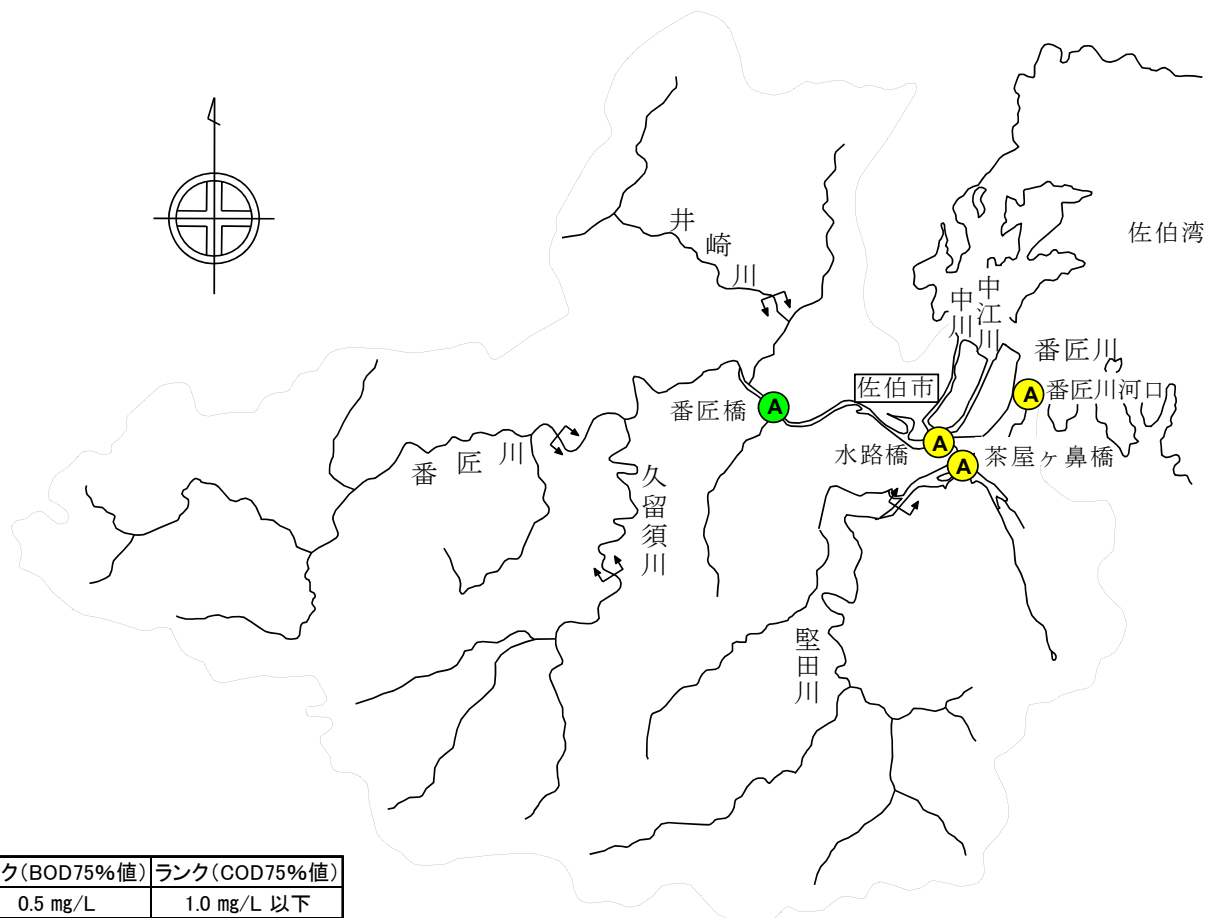 井崎川
佐伯湾
中江川
中川
番匠川
佐伯市
番匠川河口
番匠橋
A
A
A
A
水路橋
茶屋ヶ鼻橋
番匠川
久留須川
堅田川
ク(BOD75%値) ランク(COD75%値)
0.5 mg/L 1.0 mg/L 以下